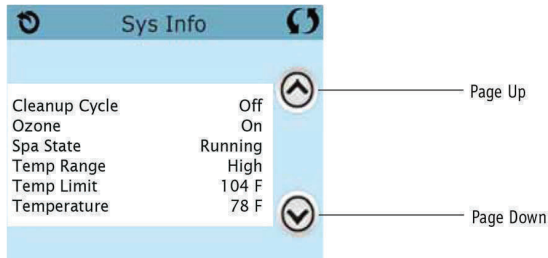 Sys Info
Page Up
Cleanup Cycle Off
Ozone On
Spa State Running
Temp Range High
Temp Limit 104 F
Temperature 78 F
Page Down